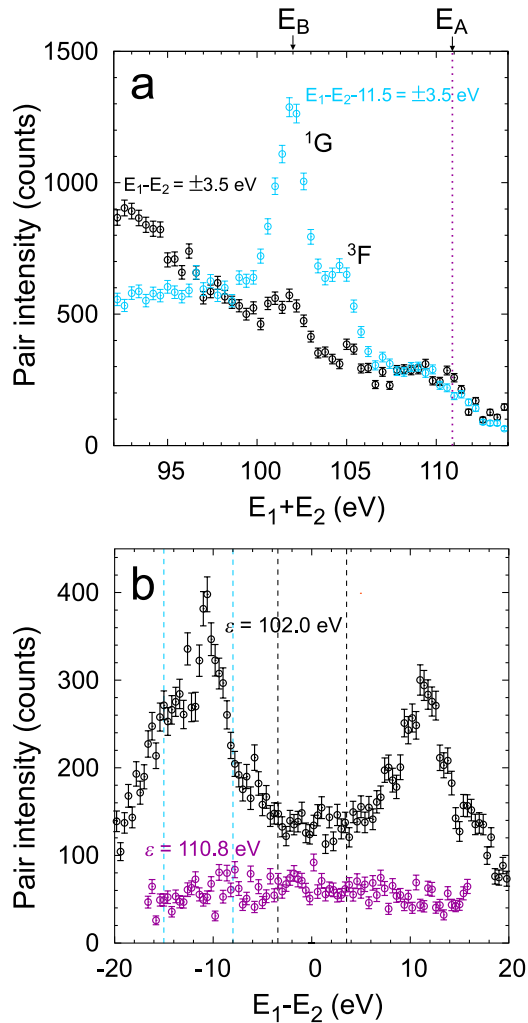 E_B E_A
1500
a
E₁-E₂-11.5 = ±3.5 eV
¹G
1000
E₁-E₂ = ±3.5 eV
³F
500
0
Pair intensity (counts)
95 100 105 110
E₁+E₂ (eV)
b
400
ε = 102.0 eV
300
200
ε = 110.8 eV
100
0
Pair intensity (counts)
-20 -10 0 10 20
E₁-E₂ (eV)